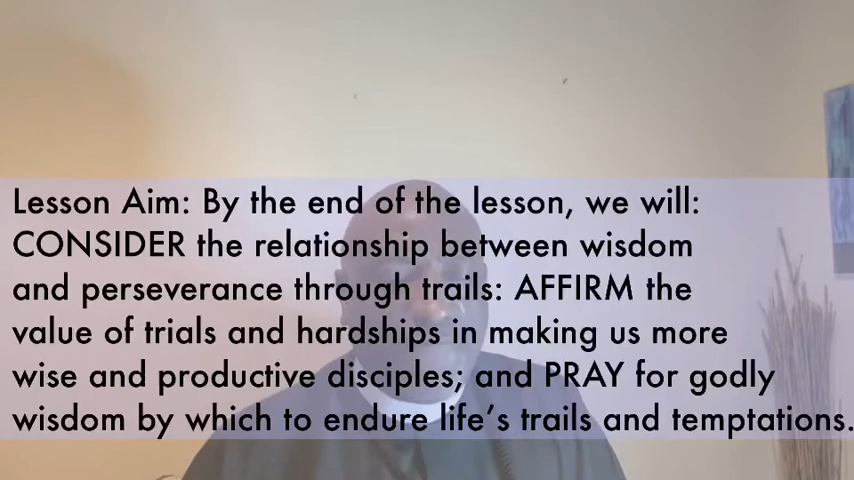 Lesson Aim: By the end of the lesson, we will:
CONSIDER the relationship between wisdom
and perseverance through trails: AFFIRM the
value of trials and hardships in making us more
wise and productive disciples; and PRAY for godly
wisdom by which to endure life’s trails and temptations.